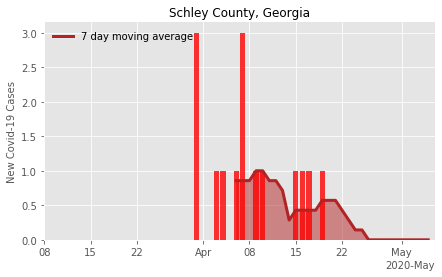 Schley County, Georgia
7 day moving average
New Covid-19 Cases
3.0
2.5
2.0
1.5
1.0
0.5
0.0
08 15 22 Apr 08 15 22 May
2020-May